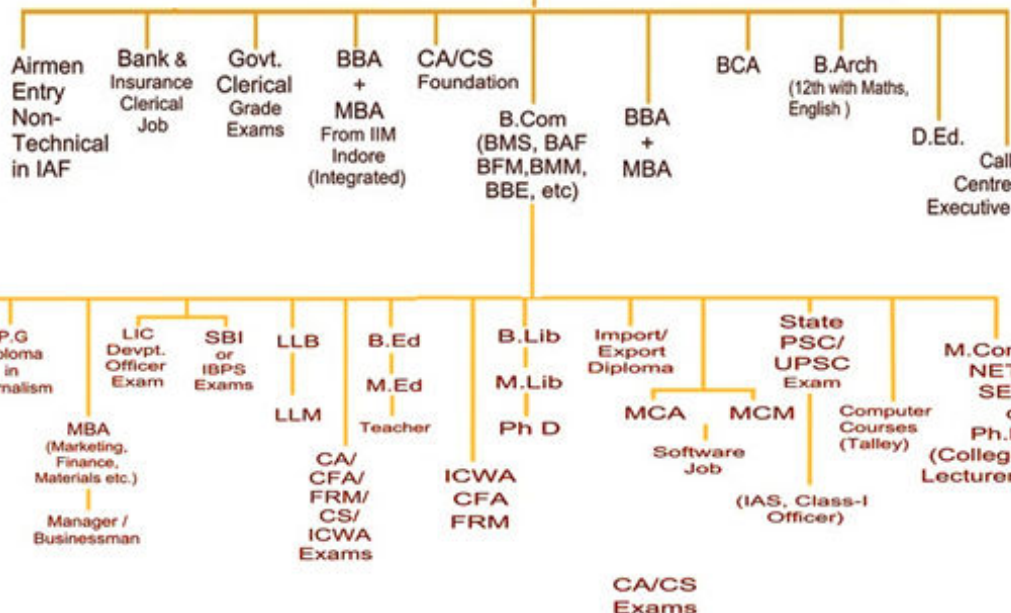 Airmen
Entry
Non-
Technical
in IAF
Bank &
Insurance
Clerical
Job
Govt.
Clerical
Grade
Exams
BBA
+
MBA
From IIM
Indore
(Integrated)
CA/CS
Foundation
B.Com
(BMS, BAF
BFM,BMM,
BBE, etc)
BBA
+
MBA
BCA
B.Arch
(12th with Maths,
English )
D.Ed.
Call
Centre
Executive
P.G
in
LIC
Devpt.
Officer
Exam
SBI
or
IBPS
Exams
LLB
LLM
B.Ed
M.Ed
Teacher
B.Lib
M.Lib
Ph D
Import/
Export
Diploma
MCA
MCM
Software
Job
State
PSC/
UPSC
Exam
(IAS, Class-I
Officer)
Computer
Courses
(Talley)
NET
MBA
(Marketing,
Finance,
Materials etc.)
Manager /
Businessman
CA/
CFA/
FRM/
CS/
ICWA
Exams
ICWA
CFA
FRM
CA/CS
Exams